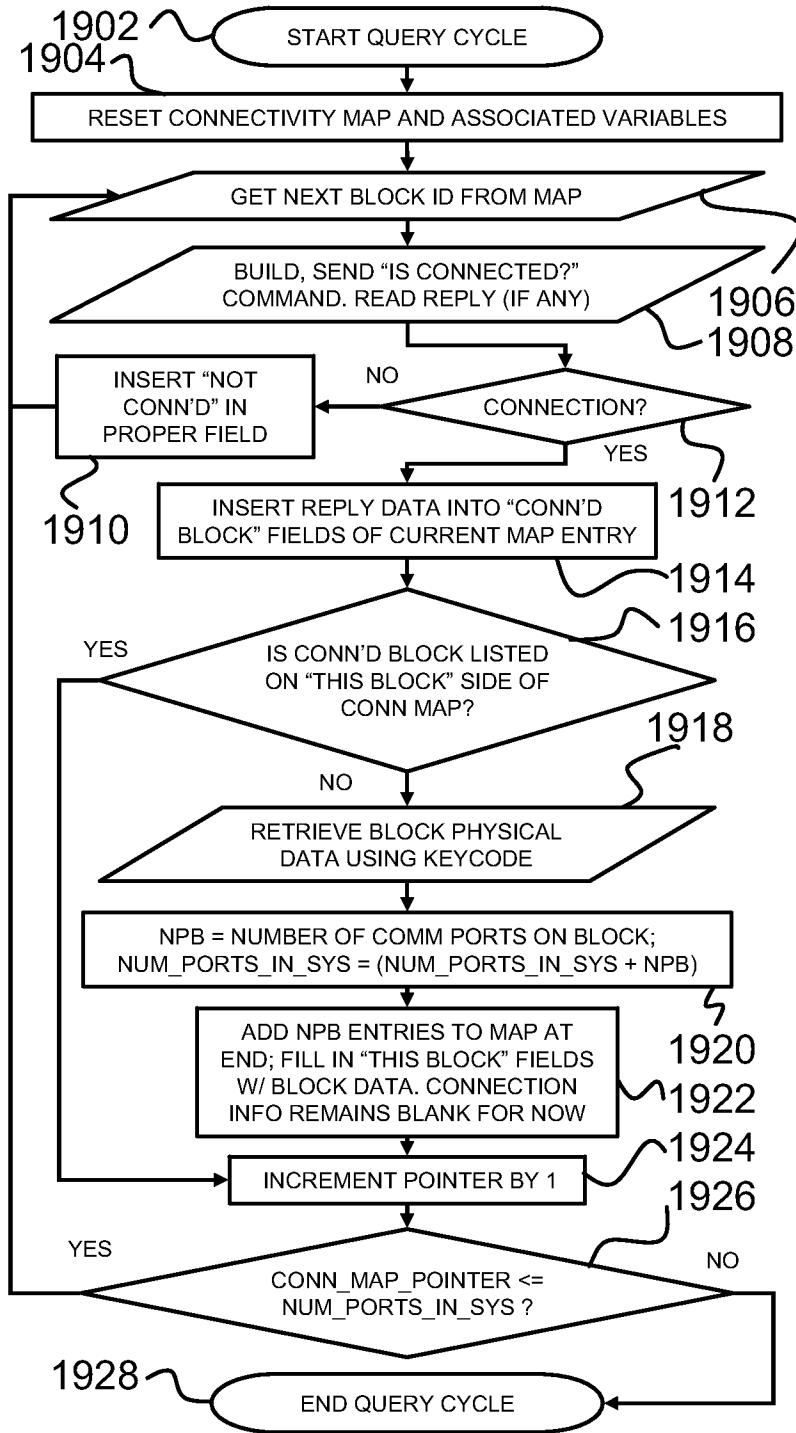 1902
START QUERY CYCLE
1904
RESET CONNECTIVITY MAP AND ASSOCIATED VARIABLES
GET NEXT BLOCK ID FROM MAP
1906
BUILD, SEND “IS CONNECTED?”
COMMAND. READ REPLY (IF ANY)
1908
NO
INSERT “NOT
CONN’D” IN
PROPER FIELD
1910
CONNECTION?
YES
1912
INSERT REPLY DATA INTO “CONN’D
BLOCK” FIELDS OF CURRENT MAP ENTRY
1914
1916
YES
IS CONN’D BLOCK LISTED
ON “THIS BLOCK” SIDE OF
CONN MAP?
NO
1918
RETRIEVE BLOCK PHYSICAL
DATA USING KEYCODE
NPB = NUMBER OF COMM PORTS ON BLOCK;
NUM_PORTS_IN_SYS = (NUM_PORTS_IN_SYS + NPB)
1920
ADD NPB ENTRIES TO MAP AT
END; FILL IN “THIS BLOCK” FIELDS
W/ BLOCK DATA. CONNECTION
INFO REMAINS BLANK FOR NOW
1922
1924
INCREMENT POINTER BY 1
1926
YES
NO
CONN_MAP_POINTER <=
NUM_PORTS_IN_SYS ?
1928
END QUERY CYCLE